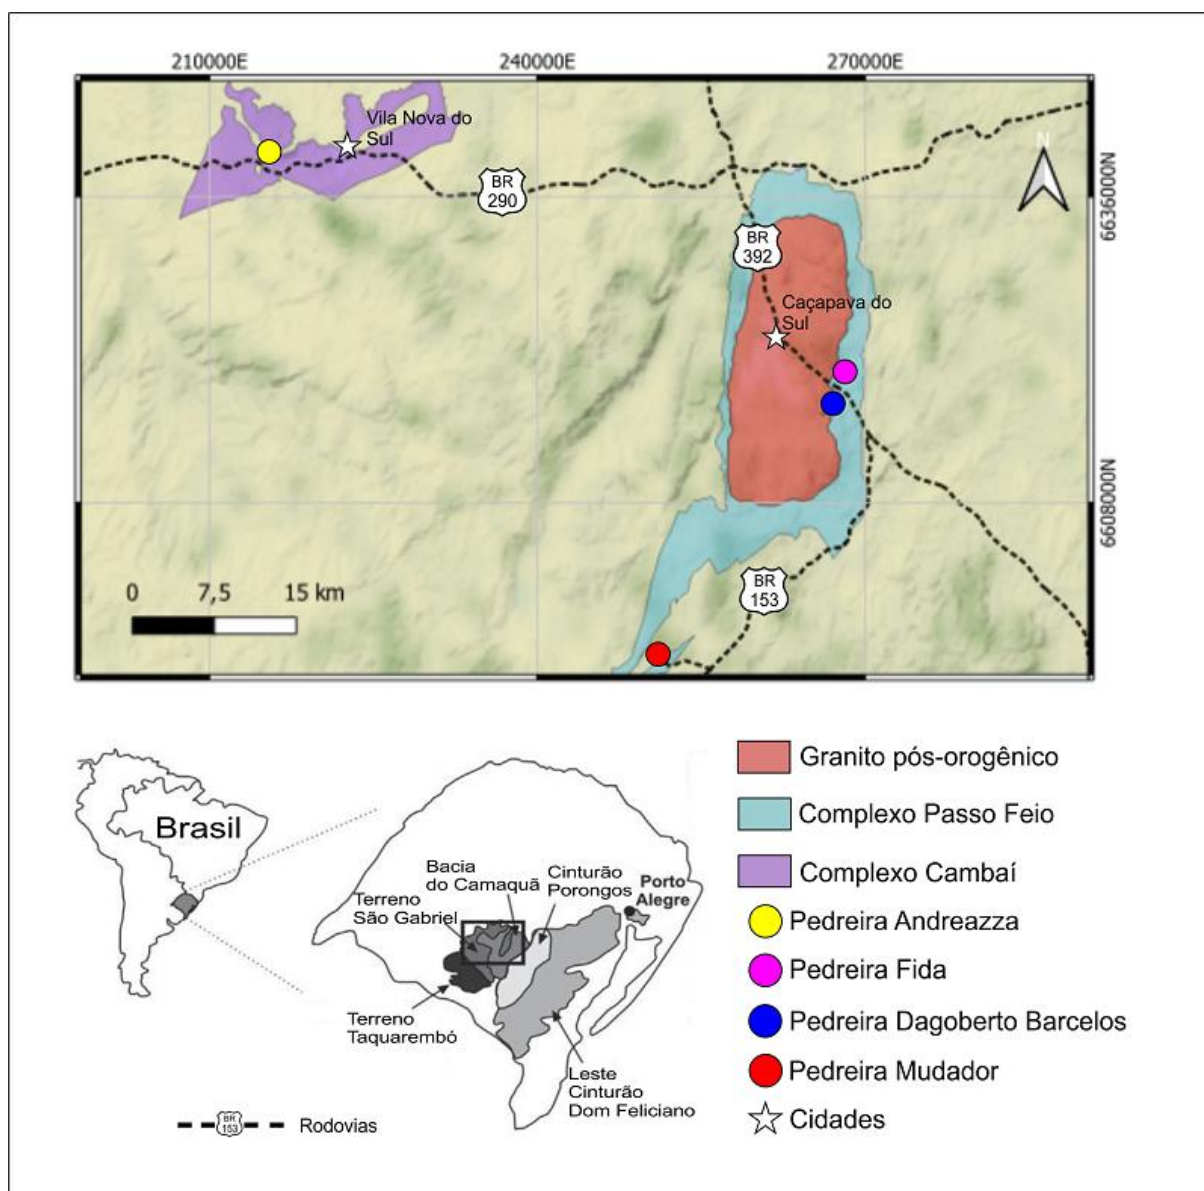 210000E
240000E
270000E
Vila Nova do
Sul
BR
290
N
6636000N
BR
392
Caçapava do
Sul
6608000N
BR
153
0
7,5
15 km
Granito pós-orogênico
Complexo Passo Feio
Complexo Cambaí
Pedreira Andreazza
Pedreira Fida
Pedreira Dagoberto Barcelos
Pedreira Mudador
Cidades
Brasil
Bacia
do Camaquã
Cinturão
Porongos
Porto
Alegre
Terreno
São Gabriel
Terreno
Taquarembó
Leste
Cinturão
Dom Feliciano
BR
153
Rodovias